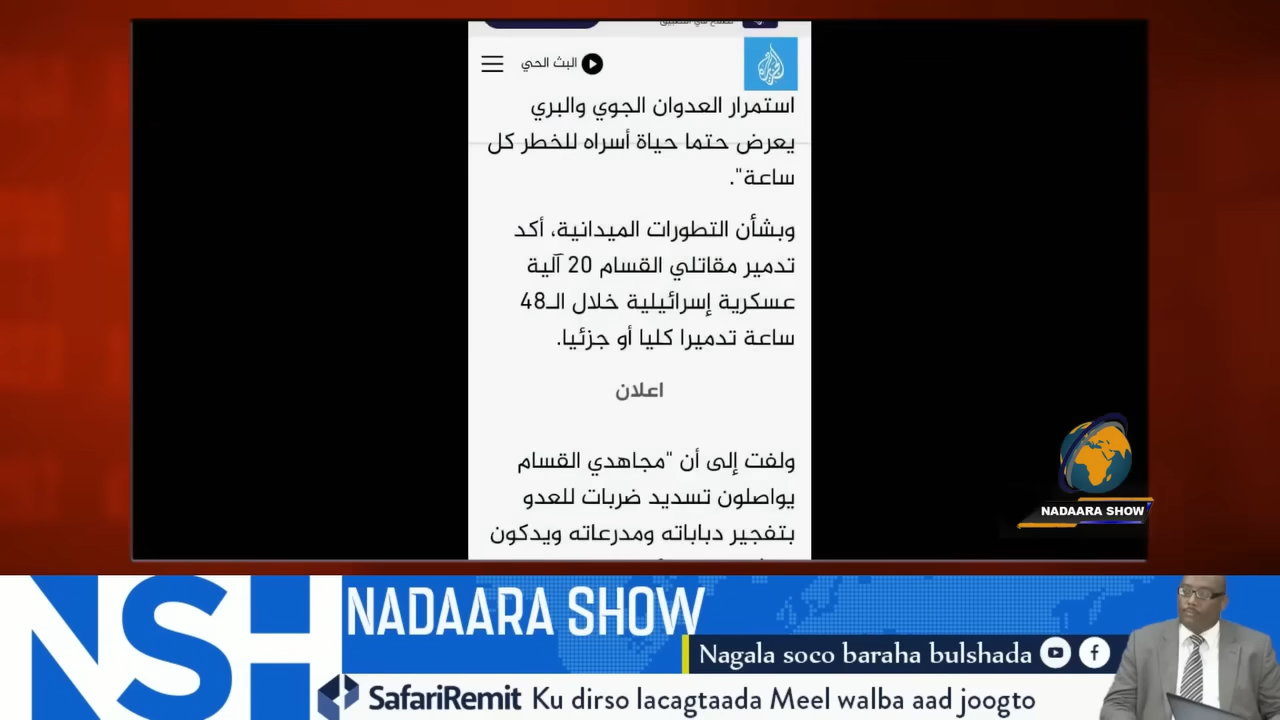 البث الحي
استمرار العدوان الجوي والبري
يعرض حتما حياة أسراه للخطر كل
ساعة".
وبشأن التطورات الميدانية، أكد
تدمير مقاتلي القسام 20 آلية
عسكرية إسرائيلية خلال الـ48
ساعة تدميرا كليا أو جزئيا.
اعلان
ولفت إلى أن "مجاهدي القسام
يواصلون تسديد ضربات للعدو
بتفجير دباباته ومدرعاته ويدكون
NADAARA SHOW
NSH
NADAARA SHOW
Nagala soco baraha bulshada
SafariRemit Ku dirso lacagtaada Meel walba aad joogto